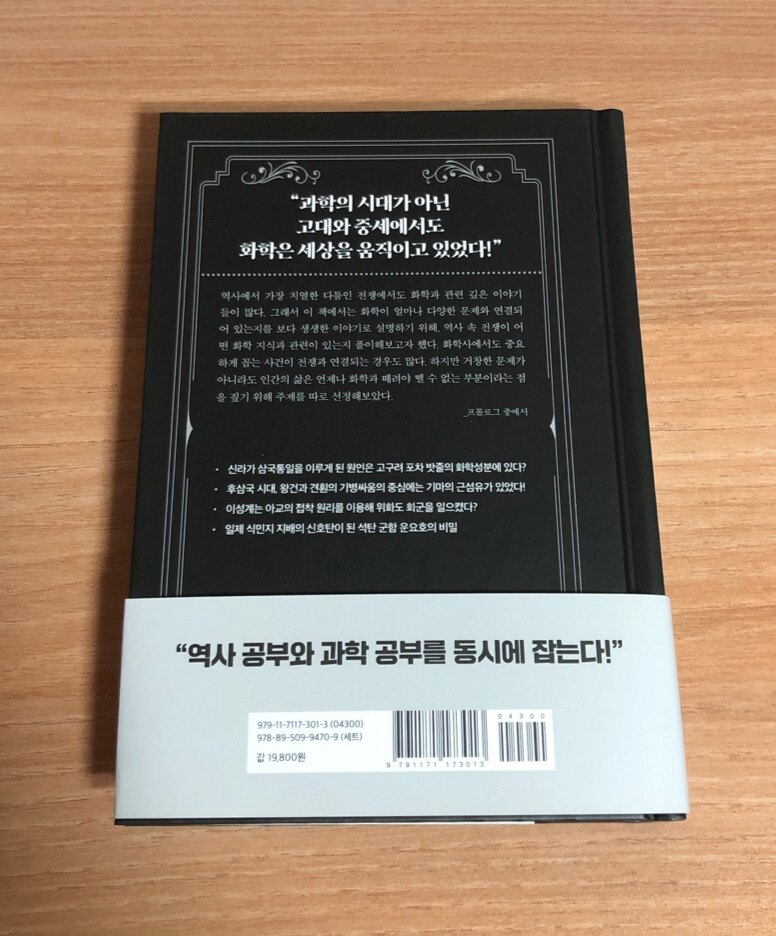 “과학의 시대가 아닌
고대와 중세에서도
화학은 세상을 움직이고 있었다!”
역사에서 가장 치열한 다툼인 전쟁에서도 화학과 관련 깊은 이야기
들이 많다. 그래서 이 책에서는 화학이 얼마나 다양한 문제와 연결되
어 있는지를 보다 생생한 이야기로 설명하기 위해, 역사 속 전쟁이 어
떤 화학 지식과 관련이 있는지 풀이해보고자 했다. 화학사에서도 중요
하게 꼽는 사건이 전쟁과 연결되는 경우도 많다. 하지만 거창한 문제가
아니라도 인간의 삶은 언제나 화학과 떼려야 뗄 수 없는 부분이라는 점
을 짚기 위해 주제를 따로 선정해보았다.
_프롤로그 중에서
• 신라가 삼국통일을 이루게 된 원인은 고구려 포차 밧줄의 화학성분에 있다?
• 후삼국 시대, 왕건과 견훤의 기병싸움의 중심에는 기마의 근섬유가 있었다!
• 이성계는 아교의 접착 원리를 이용해 위화도 회군을 일으켰다?
• 일제 식민지 지배의 신호탄이 된 석탄 군함 운요호의 비밀
“역사 공부와 과학 공부를 동시에 잡는다!”
979-11-7117-301-3 (04300)
978-89-509-9470-9 (세트)
값 19,800원
04300
9 791171 173013